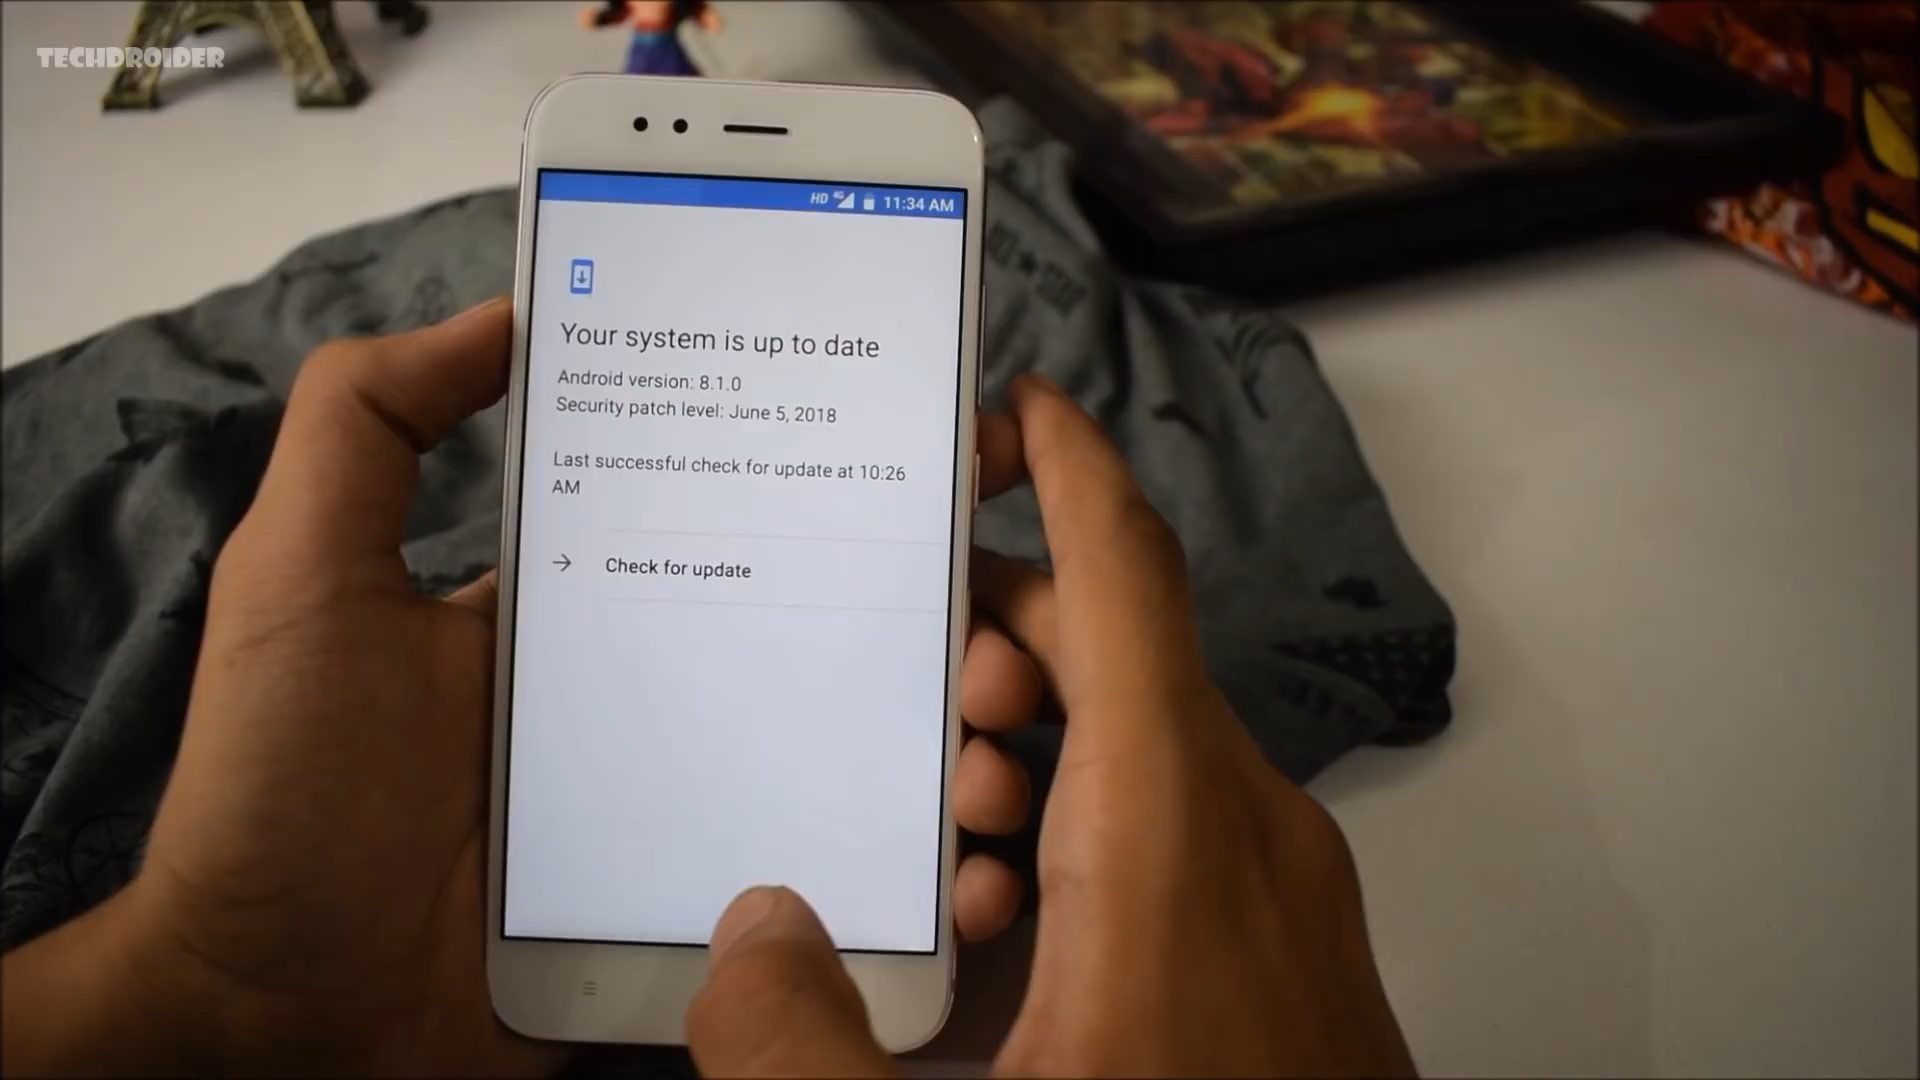 TECHDROIDER
HD 4G 11:34 AM
Your system is up to date
Android version: 8.1.0
Security patch level: June 5, 2018
Last successful check for update at 10:26
AM
Check for update